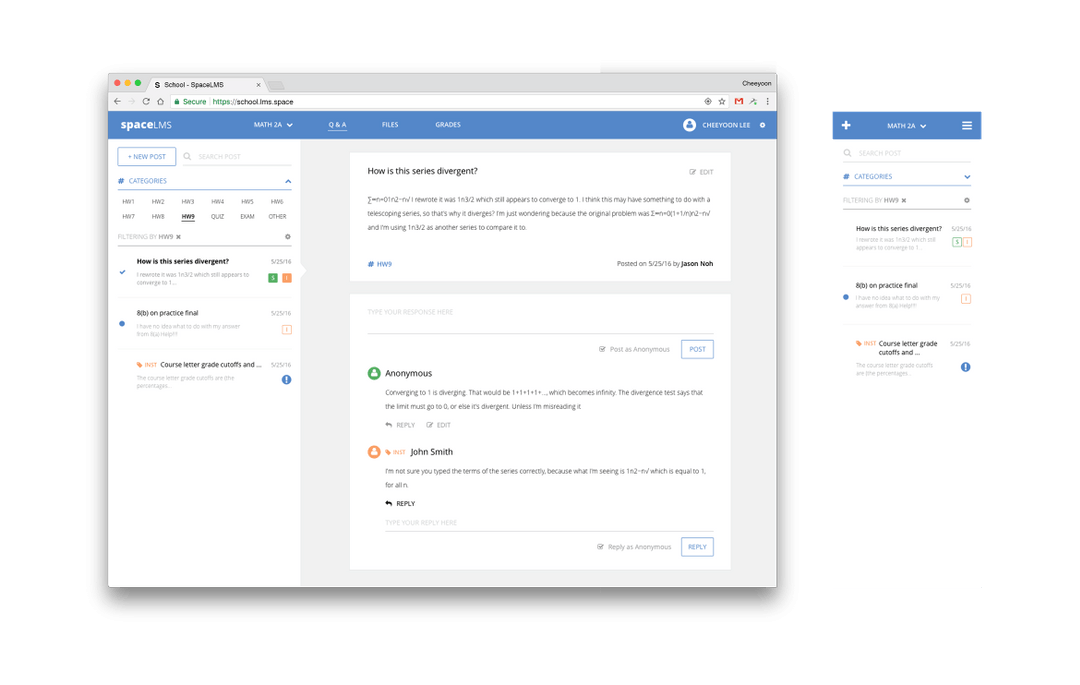 S School - SpaceLMS ×
Cheeyoon
Secure | https://school.lms.space
spaceLMS
MATH 2A
Q & A
FILES
GRADES
CHEEYOON LEE
+ NEW POST
SEARCH POST
# CATEGORIES
HW1 HW2 HW3 HW4 HW5 HW6
HW7 HW8 HW9 QUIZ EXAM OTHER
FILTERING BY HW9 ×
How is this series divergent? 5/25/16
I rewrote it was 1n3/2 which still appears to
converge to 1...
S I
8(b) on practice final 5/25/16
I have no idea what to do with my answer
from 8(a) Help!!!
I
INST Course letter grade cutoffs and ... 5/25/16
The course letter grade cutoffs are (the
percentages...
How is this series divergent?
EDIT
∑∞n=01n2−n√ I rewrote it was 1n3/2 which still appears to converge to 1. I think this may have something to do with a
telescoping series, so that's why it diverges? I'm just wondering because the original problem was Σ∞n=0(1+1/n)n2−n√
and I'm using 1n3/2 as another series to compare it to.
# HW9
Posted on 5/25/16 by Jason Noh
TYPE YOUR RESPONSE HERE
Post as Anonymous
POST
Anonymous
Converging to 1 is diverging. That would be 1+1+1+1+..., which becomes infinity. The divergence test says that
the limit must go to 0, or else it's divergent. Unless I'm misreading it
REPLY EDIT
INST John Smith
I'm not sure you typed the terms of the series correctly, because what I'm seeing is 1n2−n√ which is equal to 1,
for all n.
REPLY
TYPE YOUR REPLY HERE
Reply as Anonymous
REPLY
MATH 2A
SEARCH POST
# CATEGORIES
FILTERING BY HW9 ×
How is this series divergent? 5/25/16
I rewrote it was 1n3/2 which still appears to
converge to 1...
S I
8(b) on practice final 5/25/16
I have no idea what to do with my
answer from 8(a) Help!!!
I
INST Course letter grade 5/25/16
cutoffs and ...
The course letter grade cutoffs
are (the percentages...